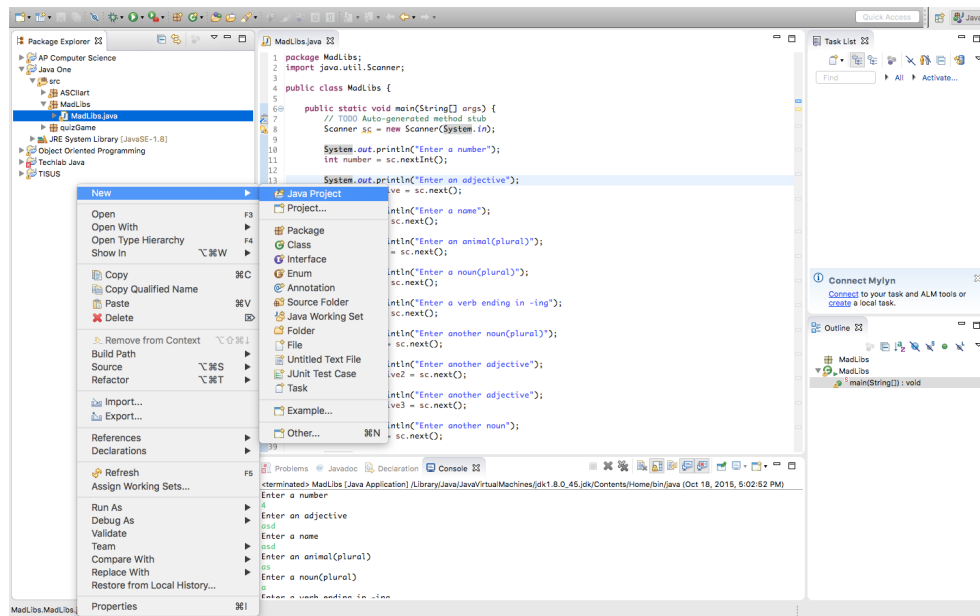 Quick Access
Java
Package Explorer
AP Computer Science
Java One
src
ASCIIart
MadLibs
MadLibs.java
quizGame
JRE System Library [JavaSE-1.8]
Object Oriented Programming
Techlab Java
TISUS
New
Open F3
Open With
Open Type Hierarchy F4
Show In ⌥⌘W
Copy ⌘C
Copy Qualified Name
Paste ⌘V
Delete ⌦
Remove from Context ⌥⇧⌘↓
Build Path
Source ⌥⌘S
Refactor ⌥⌘T
Import...
Export...
References
Declarations
Refresh F5
Assign Working Sets...
Run As
Debug As
Validate
Team
Compare With
Replace With
Restore from Local History...
Properties ⌘I
MadLibs.MadLibs.j
Java Project
Project...
Package
Class
Interface
Enum
Annotation
Source Folder
Java Working Set
Folder
File
Untitled Text File
JUnit Test Case
Task
Example...
Other... ⌘N
MadLibs.java
1 package MadLibs;
2 import java.util.Scanner;
3
4 public class MadLibs {
5
6 public static void main(String[] args) {
7 // TODO Auto-generated method stub
8 Scanner sc = new Scanner(System.in);
9
10 System.out.println("Enter a number");
11 int number = sc.nextInt();
12
13 System.out.println("Enter an adjective");
ive = sc.next();
intln("Enter a name");
sc.next();
intln("Enter an animal(plural)");
= sc.next();
intln("Enter a noun(plural)");
sc.next();
intln("Enter a verb ending in -ing");
sc.next();
intln("Enter another noun(plural)");
= sc.next();
intln("Enter another adjective");
ive2 = sc.next();
intln("Enter another adjective");
ive3 = sc.next();
intln("Enter another noun");
= sc.next();
39
Problems Javadoc Declaration Console
<terminated> MadLibs [Java Application] /Library/Java/JavaVirtualMachines/jdk1.8.0_45.jdk/Contents/Home/bin/java (Oct 18, 2015, 5:02:52 PM)
Enter a number
4
Enter an adjective
asd
Enter a name
asd
Enter an animal(plural)
as
Enter a noun(plural)
a
Enter a verb ending in -ing
Task List
Find All Activate...
Connect Mylyn
Connect to your task and ALM tools or
create a local task.
Outline
MadLibs
MadLibs
main(String[]) : void